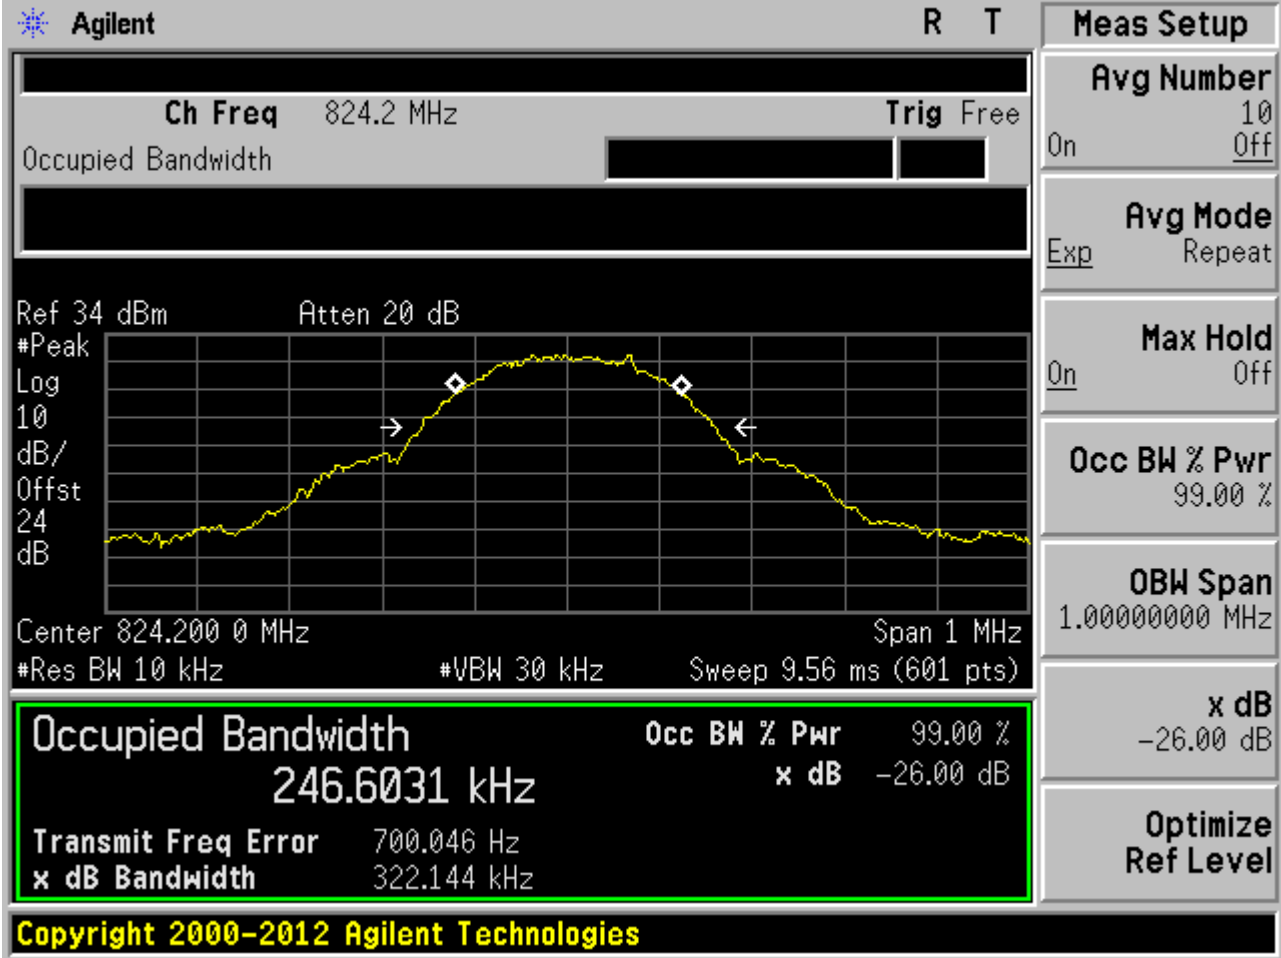 Agilent
R T
Ch Freq 824.2 MHz
Trig Free
Occupied Bandwidth
Ref 34 dBm
Atten 20 dB
#Peak
Log
10
dB/
Offst
24
dB
Center 824.200 0 MHz
Span 1 MHz
#Res BW 10 kHz
#VBW 30 kHz
Sweep 9.56 ms (601 pts)
Occupied Bandwidth
246.6031 kHz
Occ BW % Pwr 99.00 %
x dB -26.00 dB
Transmit Freq Error 700.046 Hz
x dB Bandwidth 322.144 kHz
Copyright 2000-2012 Agilent Technologies
Meas Setup
Avg Number
10
On Off
Avg Mode
Exp Repeat
Max Hold
On Off
Occ BW % Pwr
99.00 %
OBW Span
1.00000000 MHz
x dB
-26.00 dB
Optimize
Ref Level